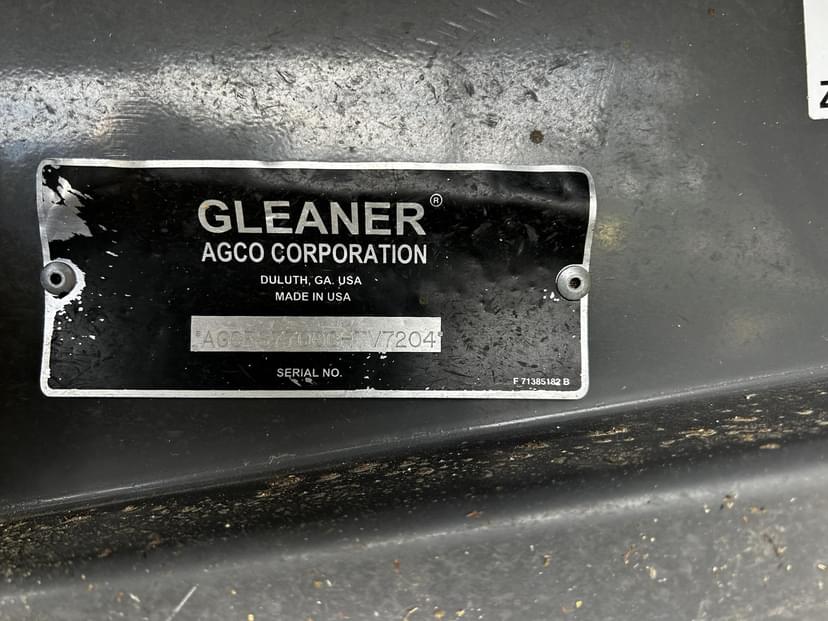 GLEANER®
AGCO CORPORATION
DULUTH, GA. USA
MADE IN USA
SERIAL NO.
F 71385182 B
Z